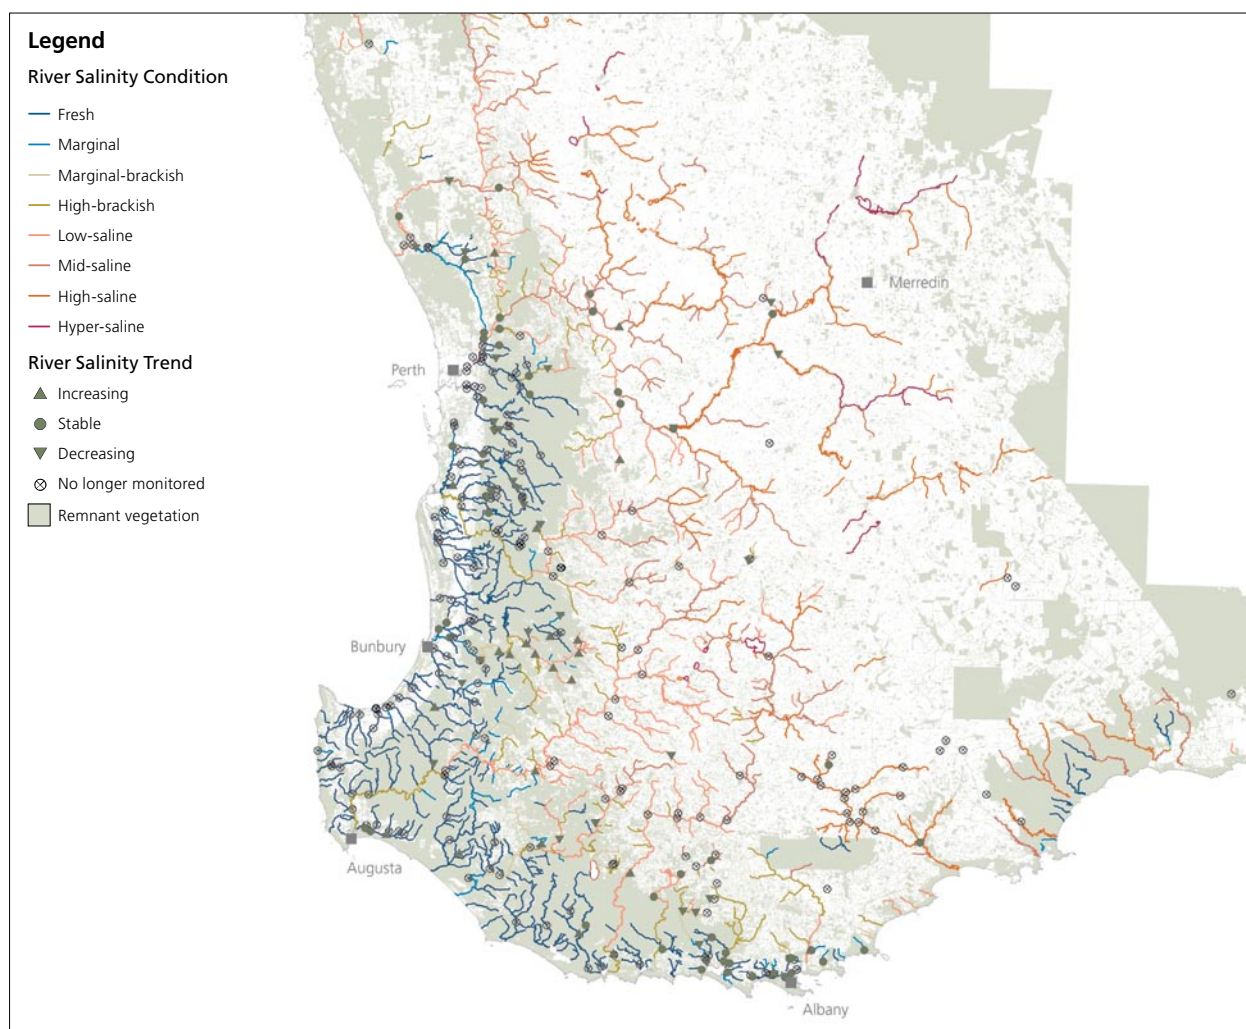 Legend
River Salinity Condition
Fresh
Marginal
Marginal-brackish
High-brackish
Low-saline
Mid-saline
High-saline
Hyper-saline
River Salinity Trend
Increasing
Stable
Decreasing
No longer monitored
Remnant vegetation
Merredin
Perth
Bunbury
Augusta
Albany